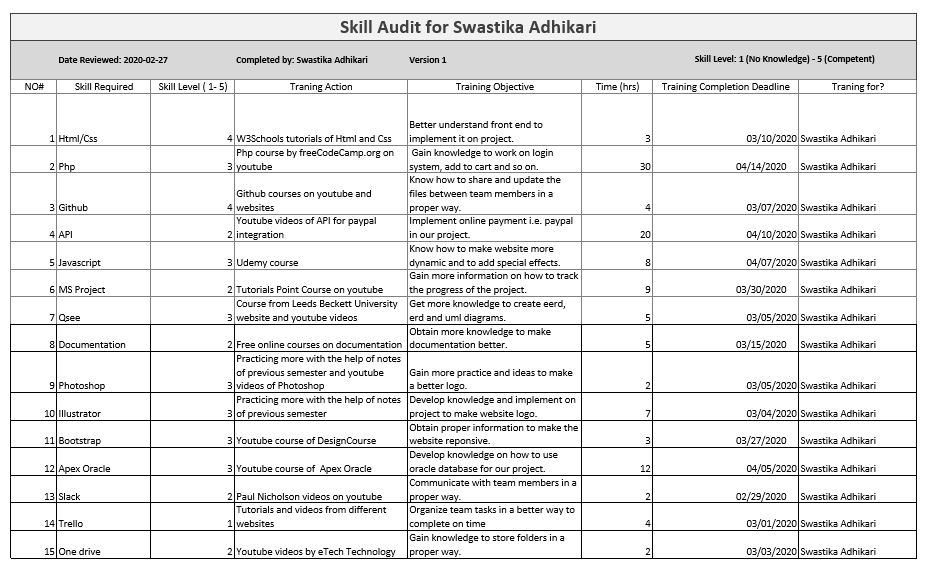 Skill Audit for Swastika Adhikari
Date Reviewed: 2020-02-27 Completed by: Swastika Adhikari Version 1 Skill Level: 1 (No Knowledge) - 5 (Competent)
NO# Skill Required Skill Level ( 1- 5) Traning Action Training Objective Time (hrs) Training Completion Deadline Traning for?
Better understand front end to
1 Html/Css 4 W3Schools tutorials of Html and Css implement it on project. 3 03/10/2020 Swastika Adhikari
Php course by freeCodeCamp.org on Gain knowledge to work on login
2 Php 3 youtube system, add to cart and so on. 30 04/14/2020 Swastika Adhikari
Know how to share and update the
Github courses on youtube and files between team members in a
3 Github 4 websites proper way. 4 03/07/2020 Swastika Adhikari
Youtube videos of API for paypal Implement online payment i.e. paypal
4 API 2 integration in our project. 20 04/10/2020 Swastika Adhikari
Know how to make website more
5 Javascript 3 Udemy course dynamic and to add special effects. 8 04/07/2020 Swastika Adhikari
Gain more information on how to track
6 MS Project 2 Tutorials Point Course on youtube the progress of the project. 9 03/30/2020 Swastika Adhikari
Course from Leeds Beckett University Get more knowledge to create eerd,
7 Qsee 3 website and youtube videos erd and uml diagrams. 5 03/05/2020 Swastika Adhikari
Obtain more knowledge to make
8 Documentation 2 Free online courses on documentation documentation better. 5 03/15/2020 Swastika Adhikari
Practicing more with the help of notes
of previous semester and youtube Gain more practice and ideas to make
9 Photoshop 3 videos of Photoshop a better logo. 2 03/05/2020 Swastika Adhikari
Practicing more with the help of notes Develop knowledge and implement on
10 Illustrator 3 of previous semester project to make website logo. 7 03/04/2020 Swastika Adhikari
Obtain proper information to make the
11 Bootstrap 3 Youtube course of DesignCourse website reponsive. 3 03/27/2020 Swastika Adhikari
Develop knowledge on how to use
12 Apex Oracle 3 Youtube course of Apex Oracle oracle database for our project. 12 04/05/2020 Swastika Adhikari
Communicate with team members in a
13 Slack 2 Paul Nicholson videos on youtube proper way. 2 02/29/2020 Swastika Adhikari
Tutorials and videos from different Organize team tasks in a better way to
14 Trello 1 websites complete on time 4 03/01/2020 Swastika Adhikari
Gain knowledge to store folders in a
15 One drive 2 Youtube videos by eTech Technology proper way. 2 03/03/2020 Swastika Adhikari